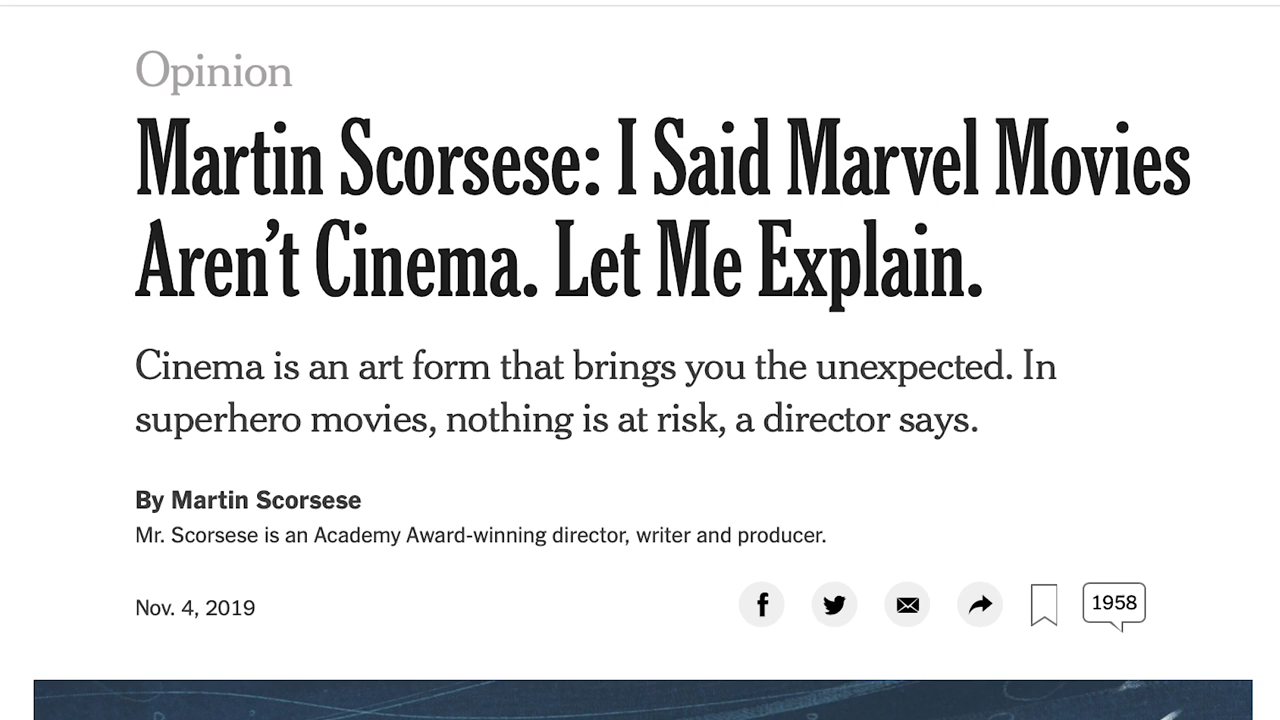 Opinion
Martin Scorsese: I Said Marvel Movies
Aren’t Cinema. Let Me Explain.
Cinema is an art form that brings you the unexpected. In
superhero movies, nothing is at risk, a director says.
By Martin Scorsese
Mr. Scorsese is an Academy Award-winning director, writer and producer.
Nov. 4, 2019
1958